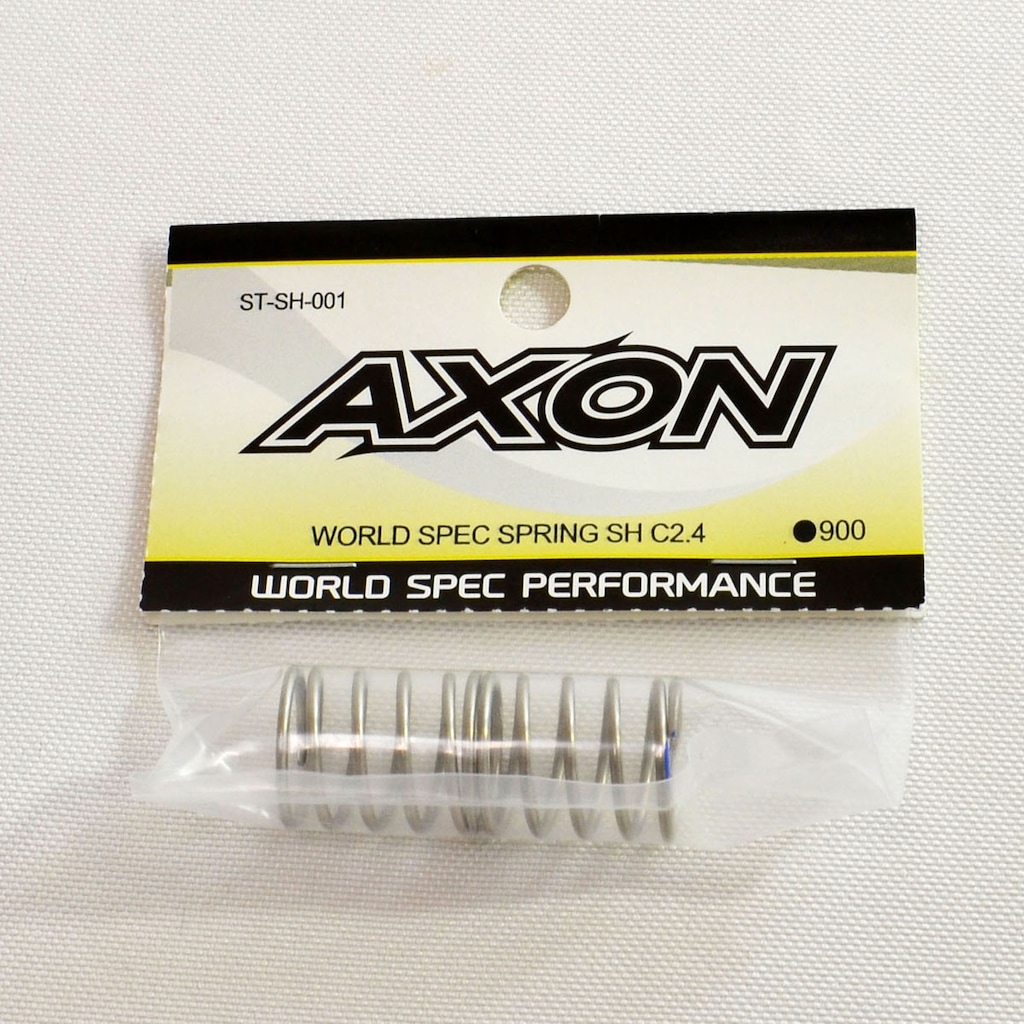 ST-SH-001
AXON
WORLD SPEC SPRING SH C2.4 ●900
WORLD SPEC PERFORMANCE